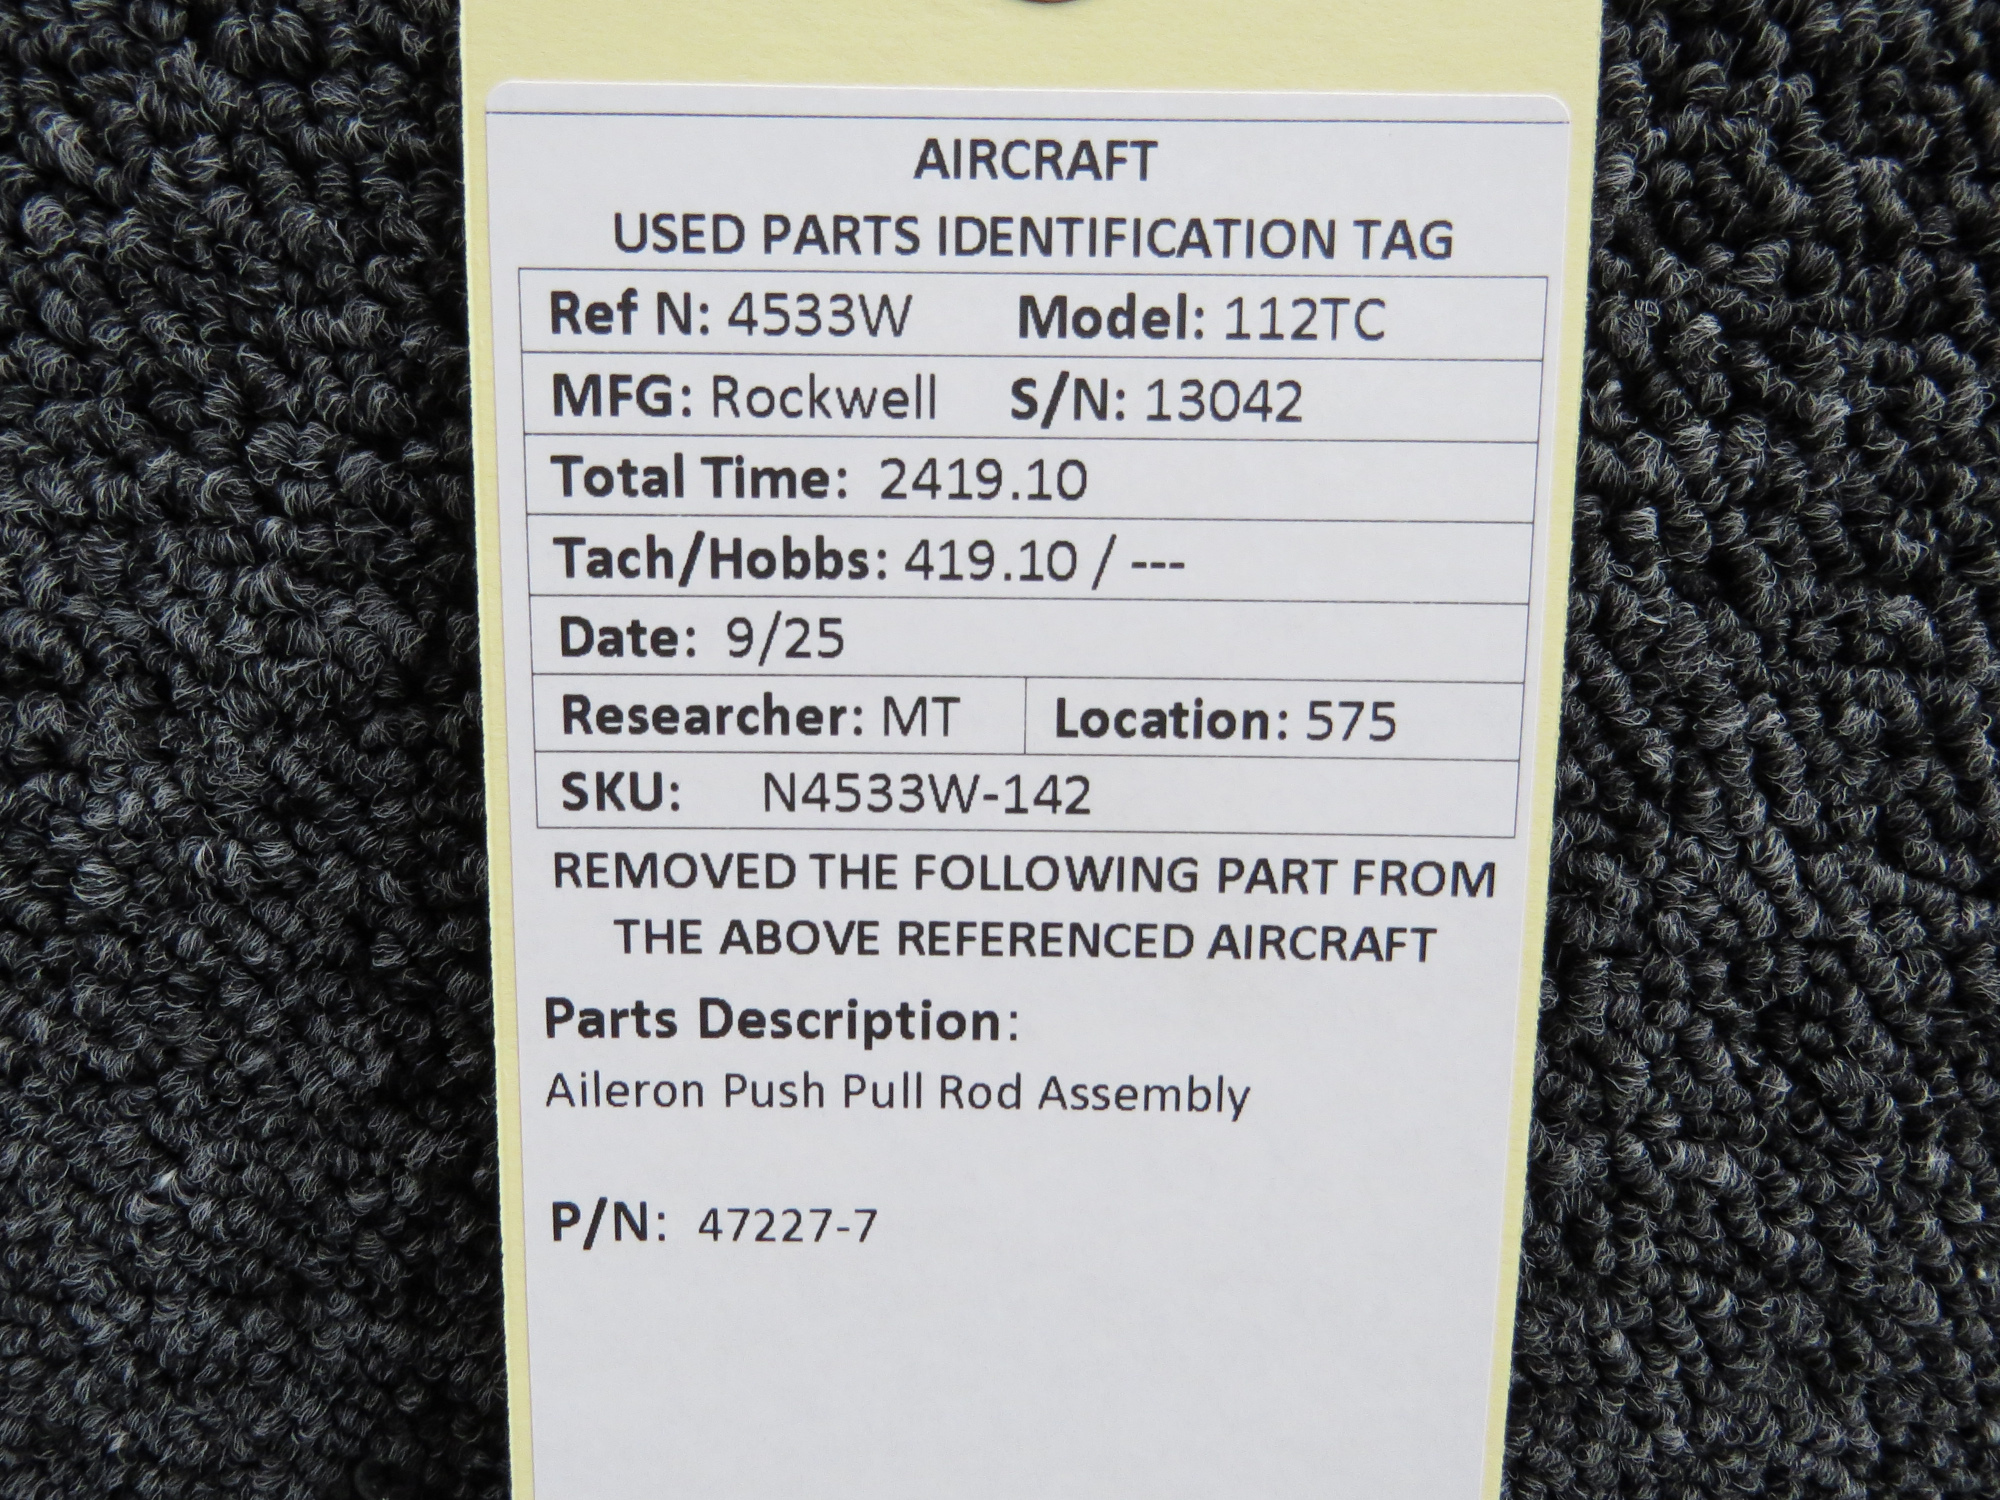 AIRCRAFT
USED PARTS IDENTIFICATION TAG
Ref N: 4533W Model: 112TC
MFG: Rockwell S/N: 13042
Total Time: 2419.10
Tach/Hobbs: 419.10 / ---
Date: 9/25
Researcher: MT Location: 575
SKU: N4533W-142
REMOVED THE FOLLOWING PART FROM
THE ABOVE REFERENCED AIRCRAFT
Parts Description:
Aileron Push Pull Rod Assembly
P/N: 47227-7